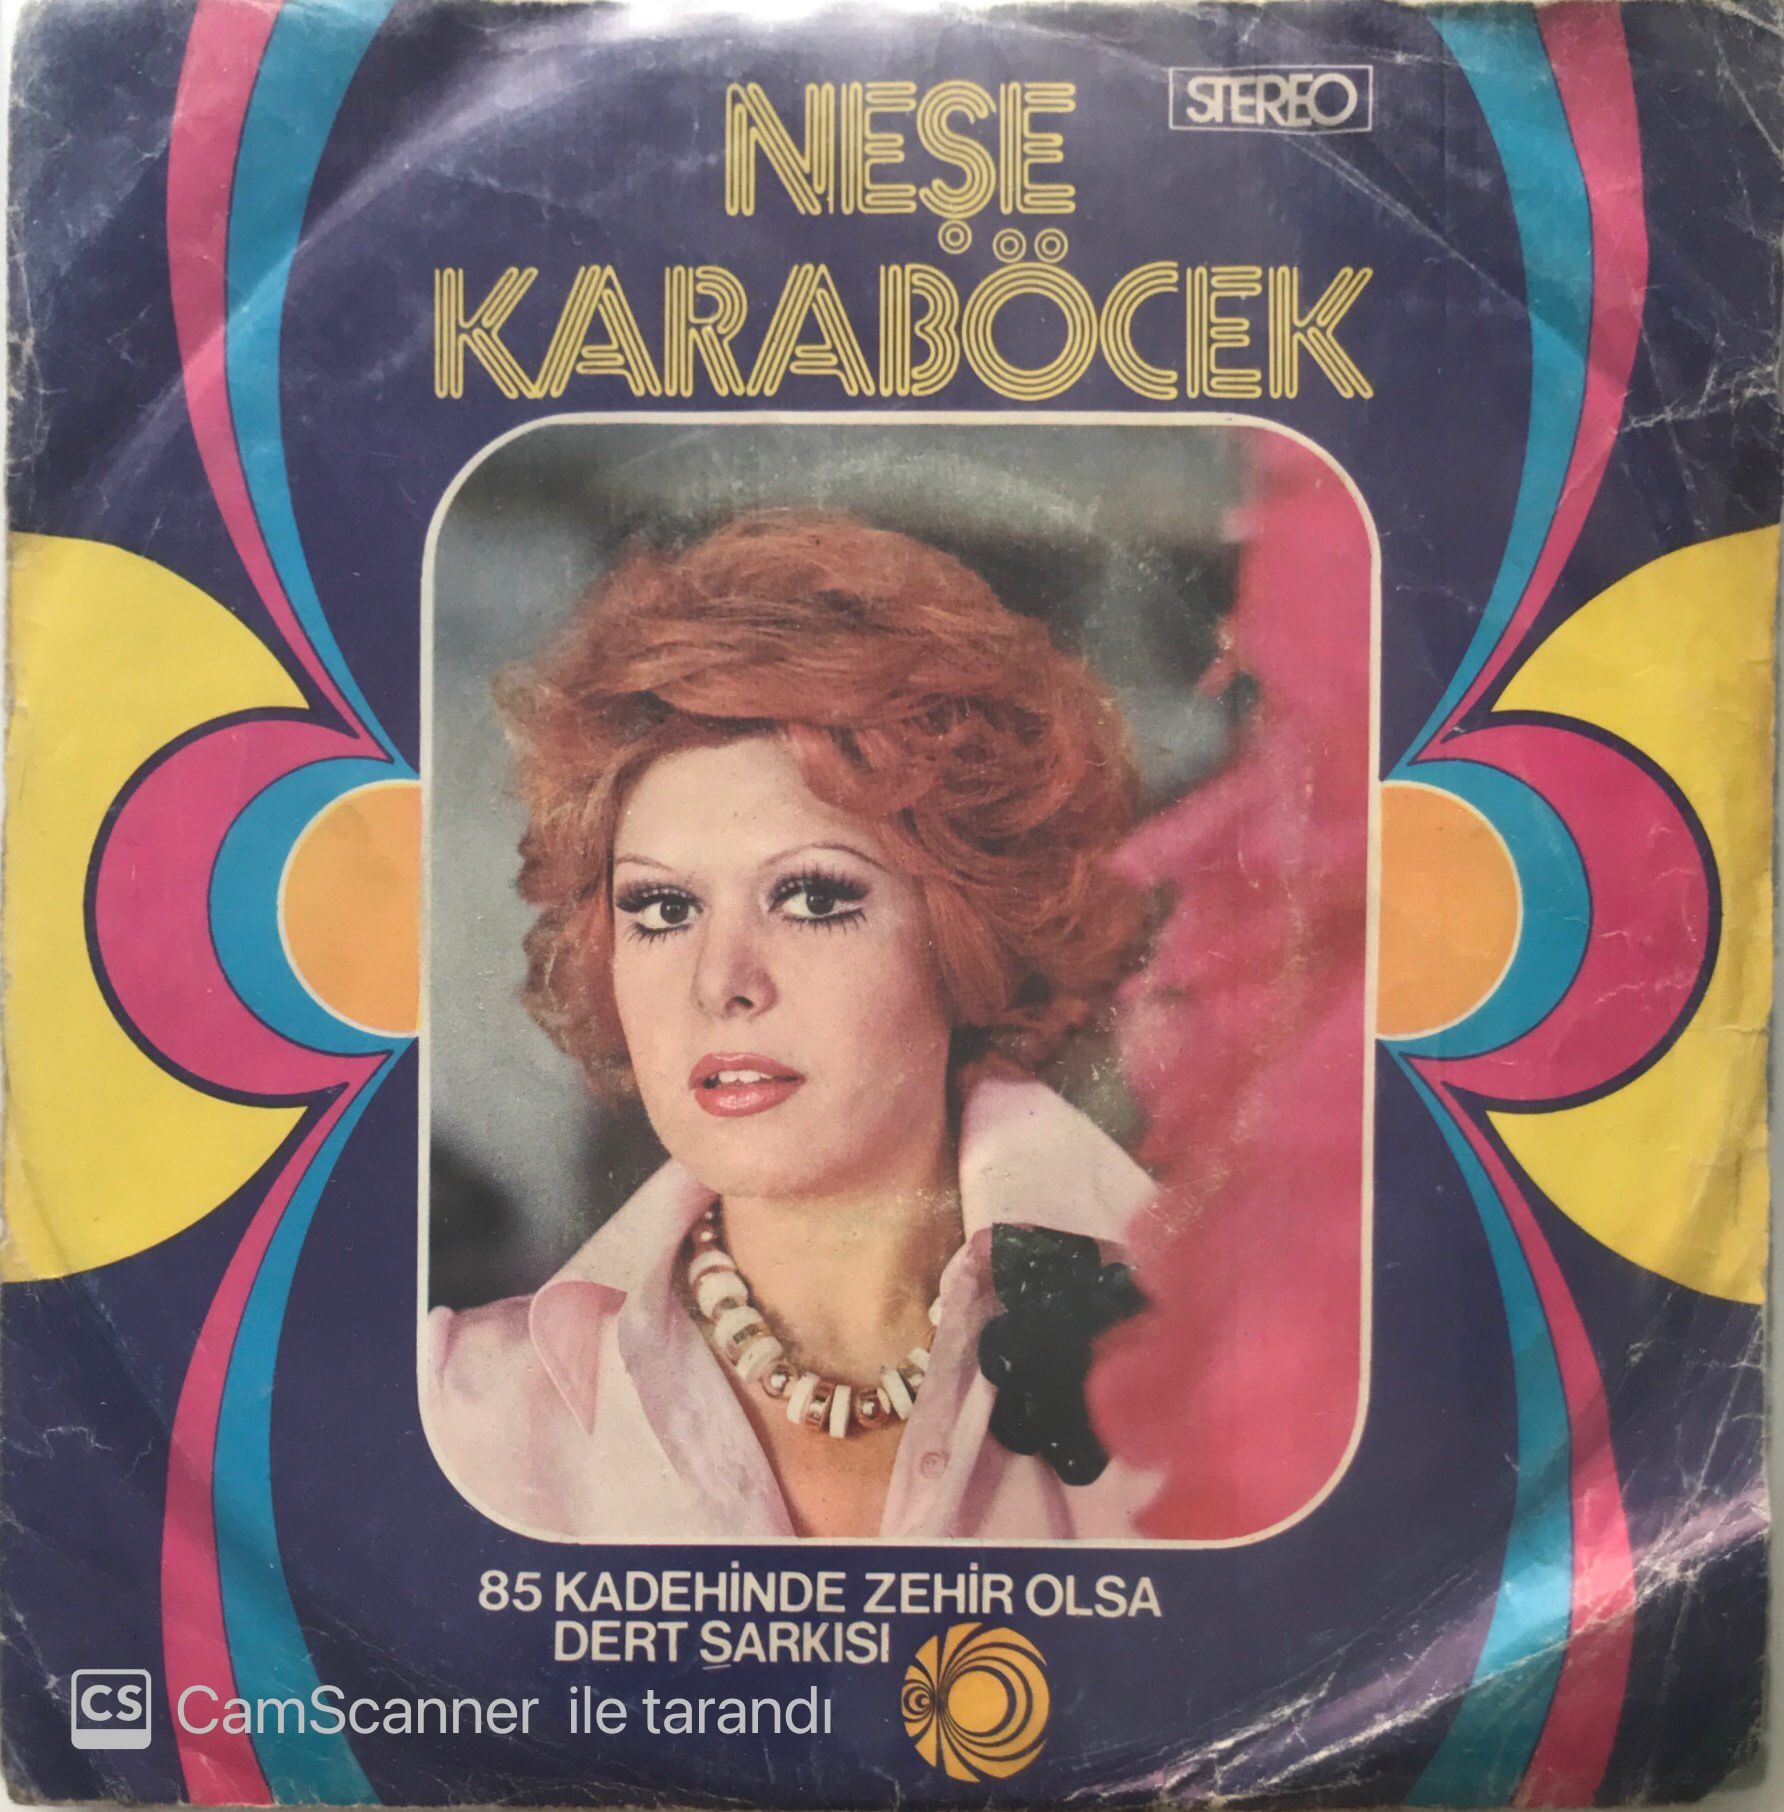 STEREO
NEŞE
KARABÖCEK
85 KADEHİNDE ZEHİR OLSA
DERT ŞARKISI
CS CamScanner ile tarandı